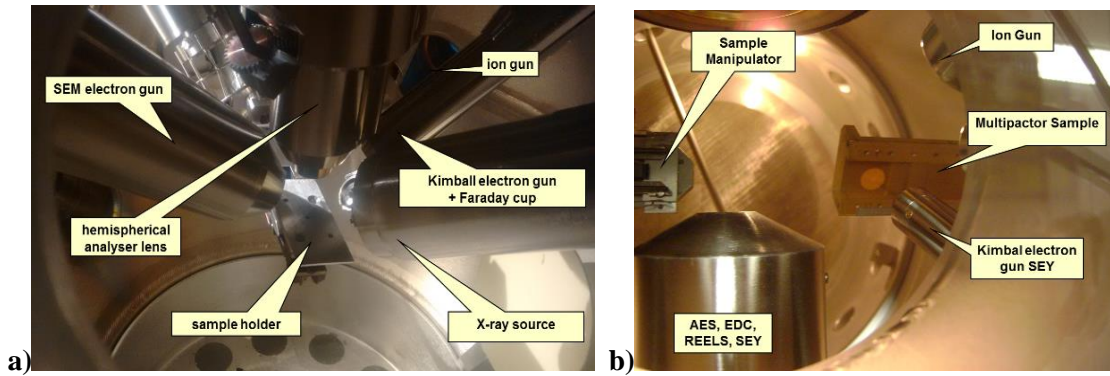 ion gun
SEM electron gun
Kimball electron gun
+ Faraday cup
hemispherical
analyser lens
sample holder
X-ray source
a)
Sample
Manipulator
Ion Gun
Multipactor Sample
Kimbal electron
gun SEY
AES, EDC,
REELS, SEY
b)